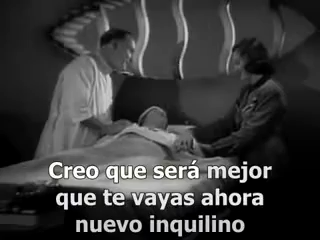 Creo que será mejor
que te vayas ahora
nuevo inquilino